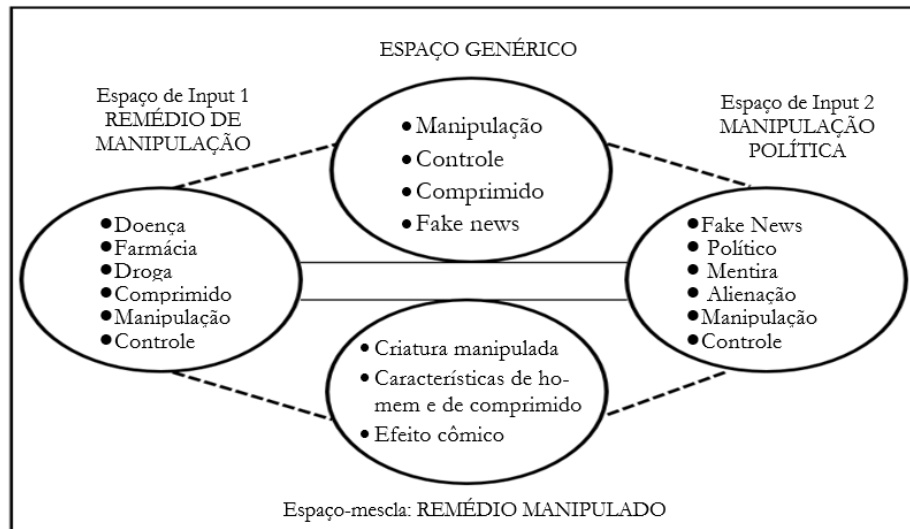 ESPAÇO GENÉRICO
Espaço de Input 1
REMÉDIO DE
MANIPULAÇÃO
Espaço de Input 2
MANIPULAÇÃO
POLÍTICA
• Manipulação
• Controle
• Comprimido
• Fake news
• Doença
• Farmácia
• Droga
• Comprimido
• Manipulação
• Controle
• Fake News
• Político
• Mentira
• Alienação
• Manipulação
• Controle
• Criatura manipulada
• Características de ho-
mem e de comprimido
• Efeito cômico
Espaço-mescla: REMÉDIO MANIPULADO